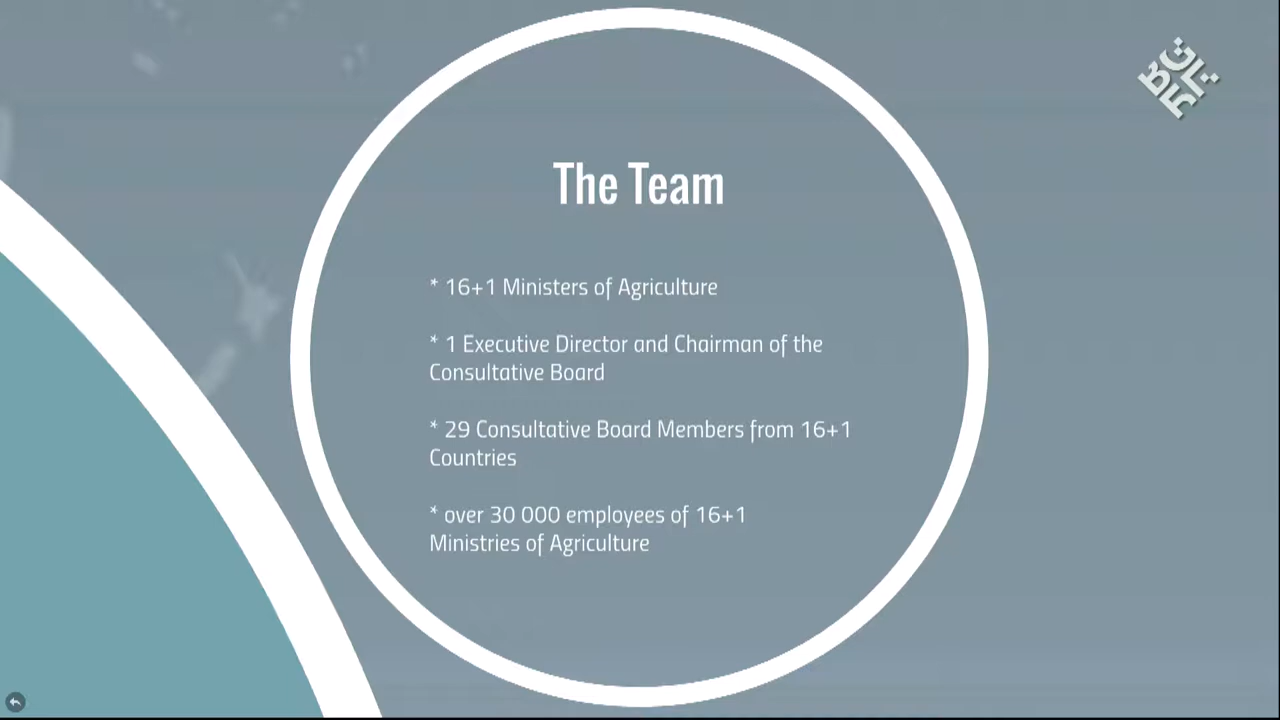 The Team
* 16+1 Ministers of Agriculture
* 1 Executive Director and Chairman of the
Consultative Board
* 29 Consultative Board Members from 16+1
Countries
* over 30 000 employees of 16+1
Ministries of Agriculture